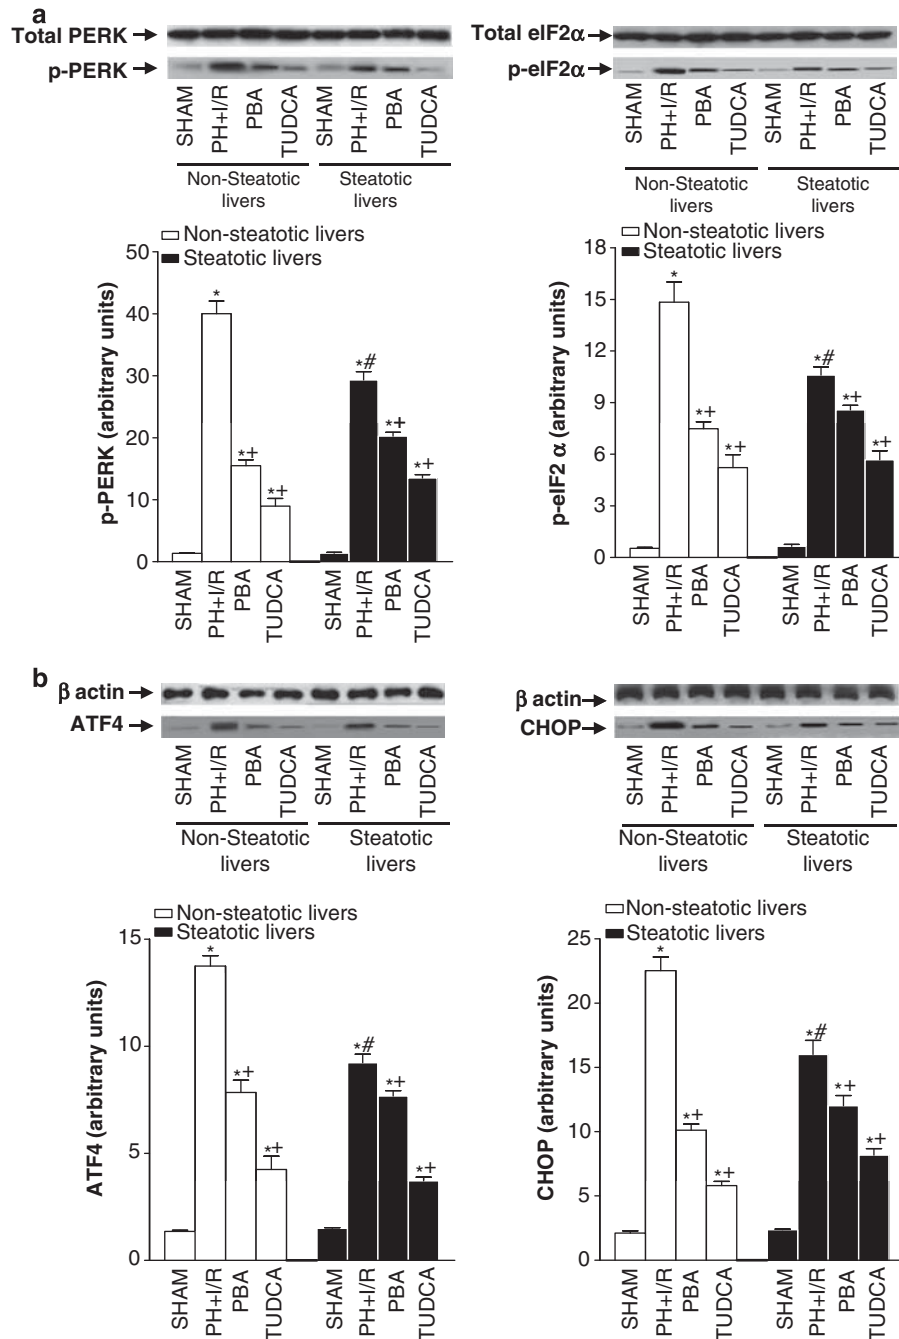 a
Total PERK
p-PERK
SHAM PH+I/R PBA TUDCA SHAM PH+I/R PBA TUDCA
Non-Steatotic livers
Steatotic livers
Total eIF2α
p-eIF2α
SHAM PH+I/R PBA TUDCA SHAM PH+I/R PBA TUDCA
Non-Steatotic livers
Steatotic livers
Non-steatotic livers
Steatotic livers
p-PERK (arbitrary units)
50
40
30
20
10
0
*
*+
*+
*#
*+
*+
SHAM PH+I/R PBA TUDCA SHAM PH+I/R PBA TUDCA
Non-steatotic livers
Steatotic livers
p-eIF2 α (arbitrary units)
18
15
12
9
6
3
0
*
*+
*+
*#
*+
*+
SHAM PH+I/R PBA TUDCA SHAM PH+I/R PBA TUDCA
b
β actin
ATF4
SHAM PH+I/R PBA TUDCA SHAM PH+I/R PBA TUDCA
Non-Steatotic livers
Steatotic livers
β actin
CHOP
SHAM PH+I/R PBA TUDCA SHAM PH+I/R PBA TUDCA
Non-Steatotic livers
Steatotic livers
Non-steatotic livers
Steatotic livers
ATF4 (arbitrary units)
15
10
5
0
*
*+
*+
*#
*+
*+
SHAM PH+I/R PBA TUDCA SHAM PH+I/R PBA TUDCA
Non-steatotic livers
Steatotic livers
CHOP (arbitrary units)
25
20
15
10
5
0
*
*+
*+
*#
*+
*+
SHAM PH+I/R PBA TUDCA SHAM PH+I/R PBA TUDCA